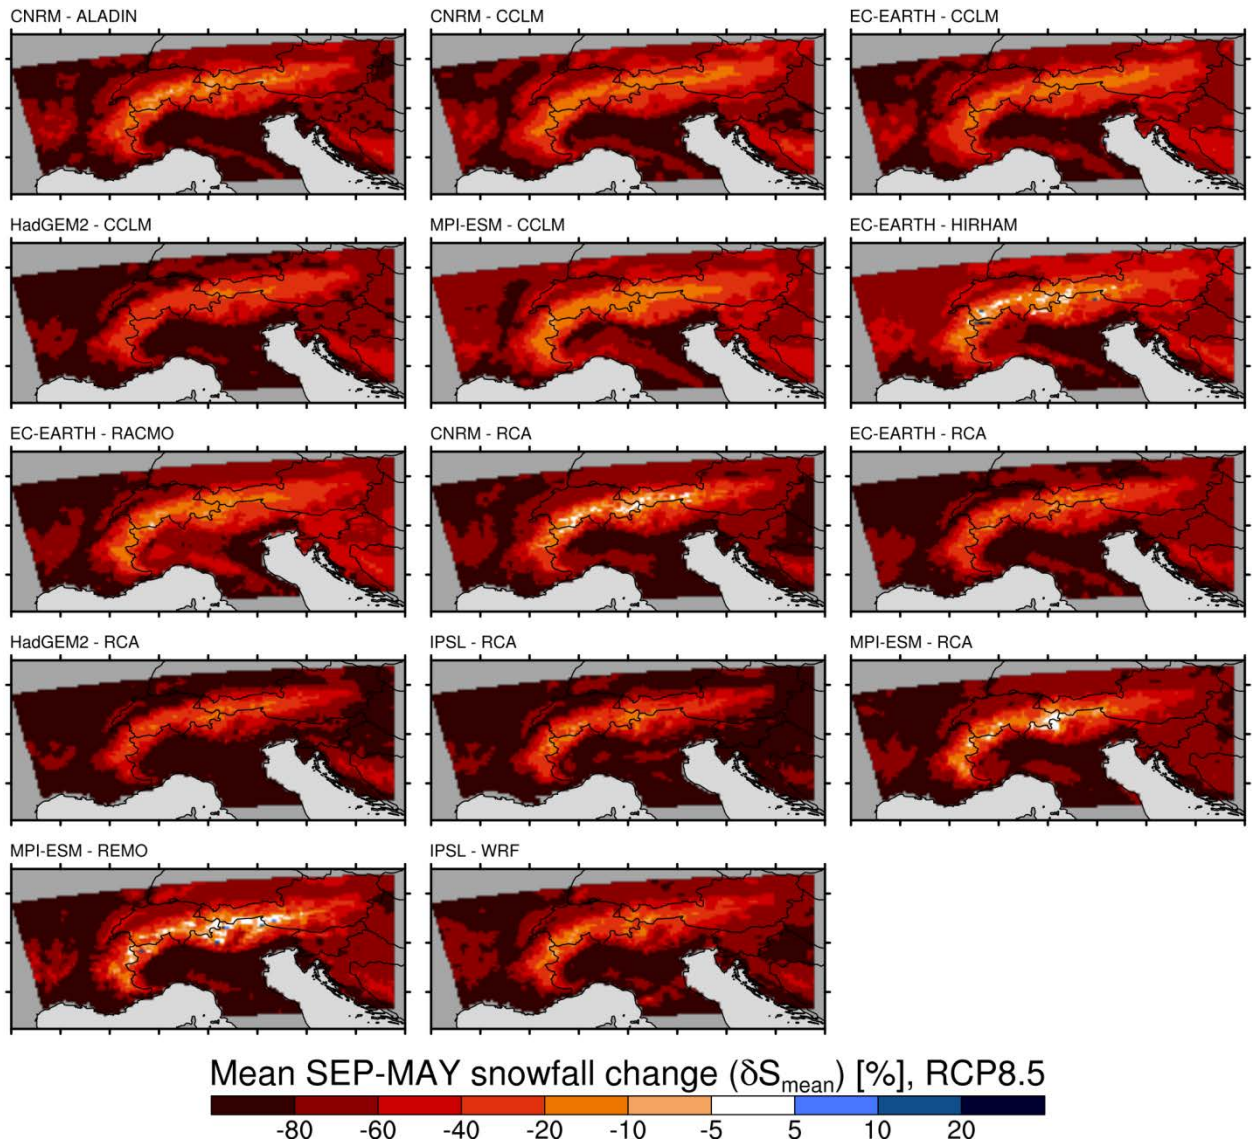 CNRM - ALADIN
CNRM - CCLM
EC-EARTH - CCLM
HadGEM2 - CCLM
MPI-ESM - CCLM
EC-EARTH - HIRHAM
EC-EARTH - RACMO
CNRM - RCA
EC-EARTH - RCA
HadGEM2 - RCA
IPSL - RCA
MPI-ESM - RCA
MPI-ESM - REMO
IPSL - WRF
Mean SEP-MAY snowfall change (δSmean) [%], RCP8.5
-80 -60 -40 -20 -10 -5 5 10 20